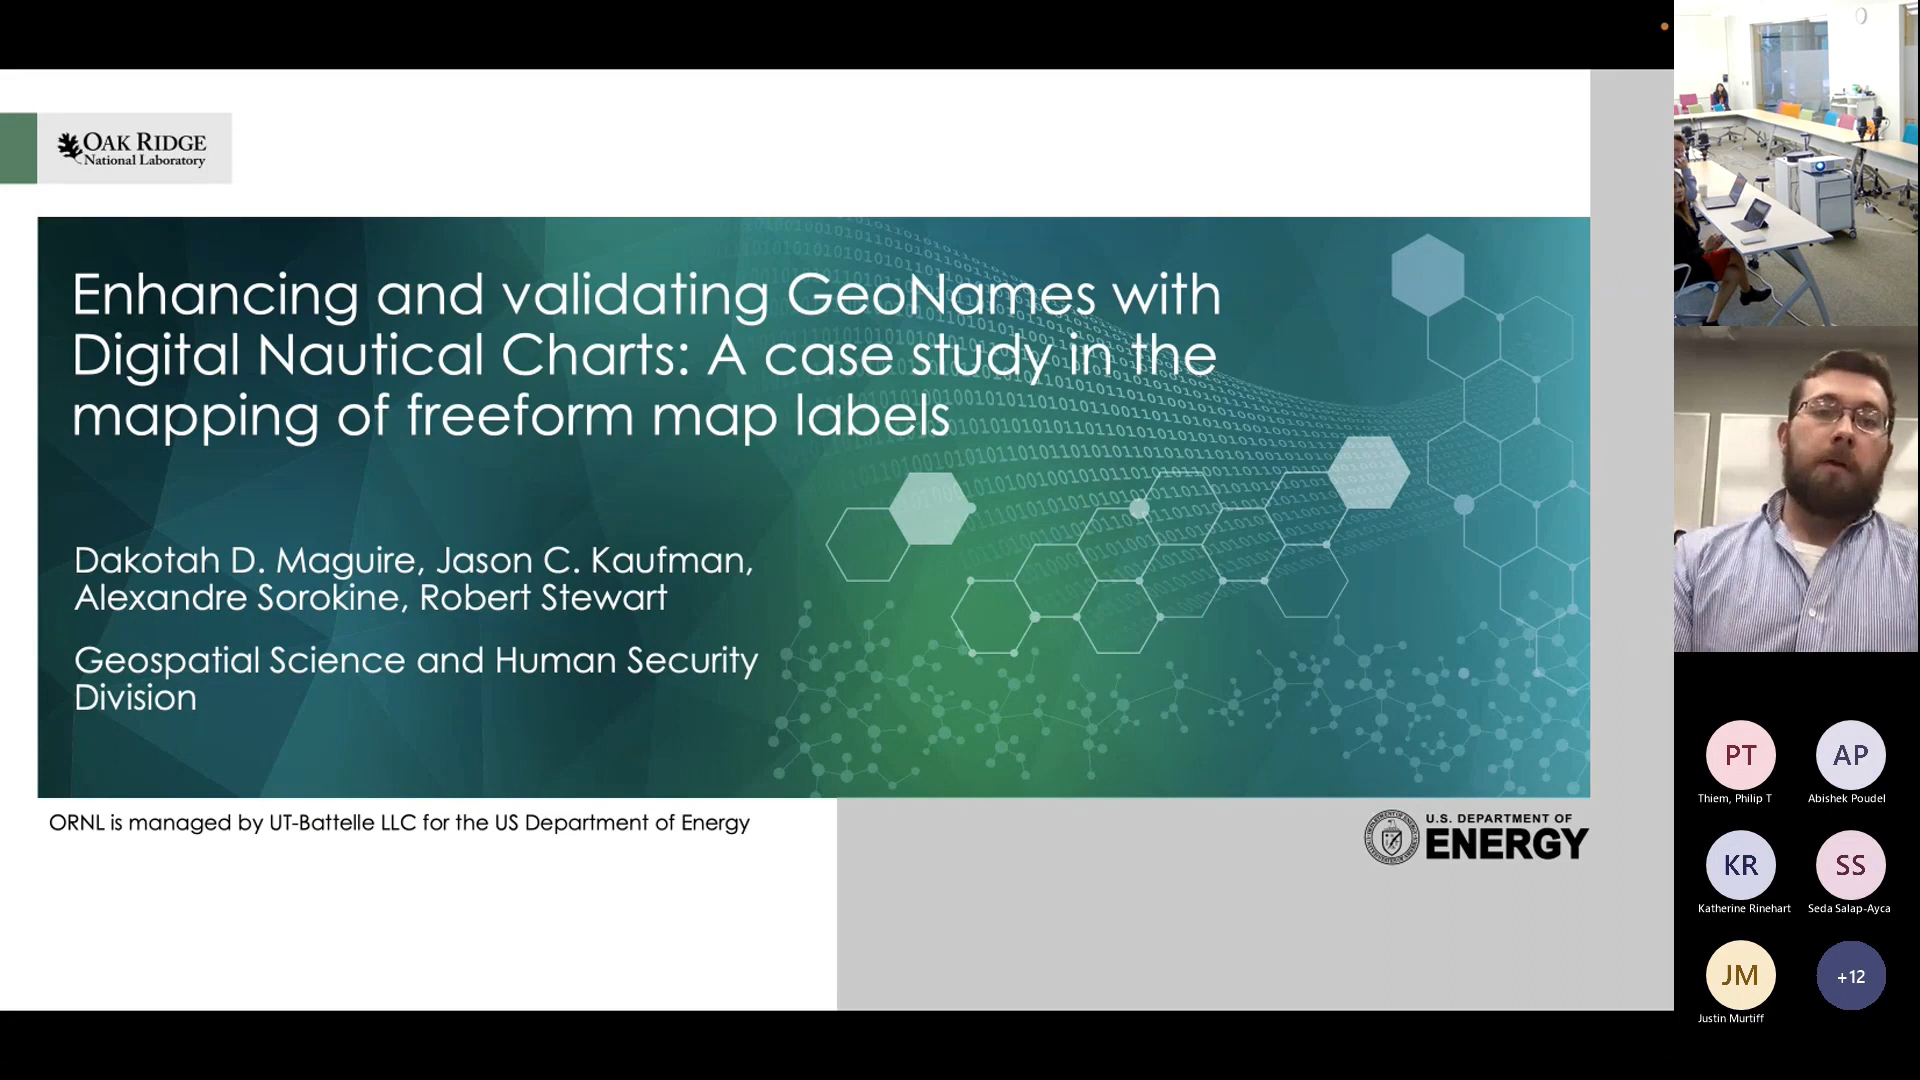 OAK RIDGE
National Laboratory
Enhancing and validating GeoNames with
Digital Nautical Charts: A case study in the
mapping of freeform map labels
Dakotah D. Maguire, Jason C. Kaufman,
Alexandre Sorokine, Robert Stewart
Geospatial Science and Human Security
Division
ORNL is managed by UT-Battelle LLC for the US Department of Energy
U.S. DEPARTMENT OF
ENERGY
PT
Thiem, Philip T
AP
Abishek Poudel
KR
Katherine Rinehart
SS
Seda Salap-Ayca
JM
Justin Murtiff
+12